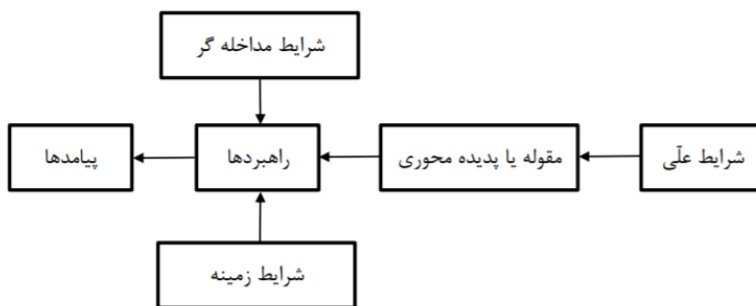 شرایط مداخله گر
شرایط علّی
مقوله یا پدیده محوری
راهبردها
پیامدها
شرایط زمینه